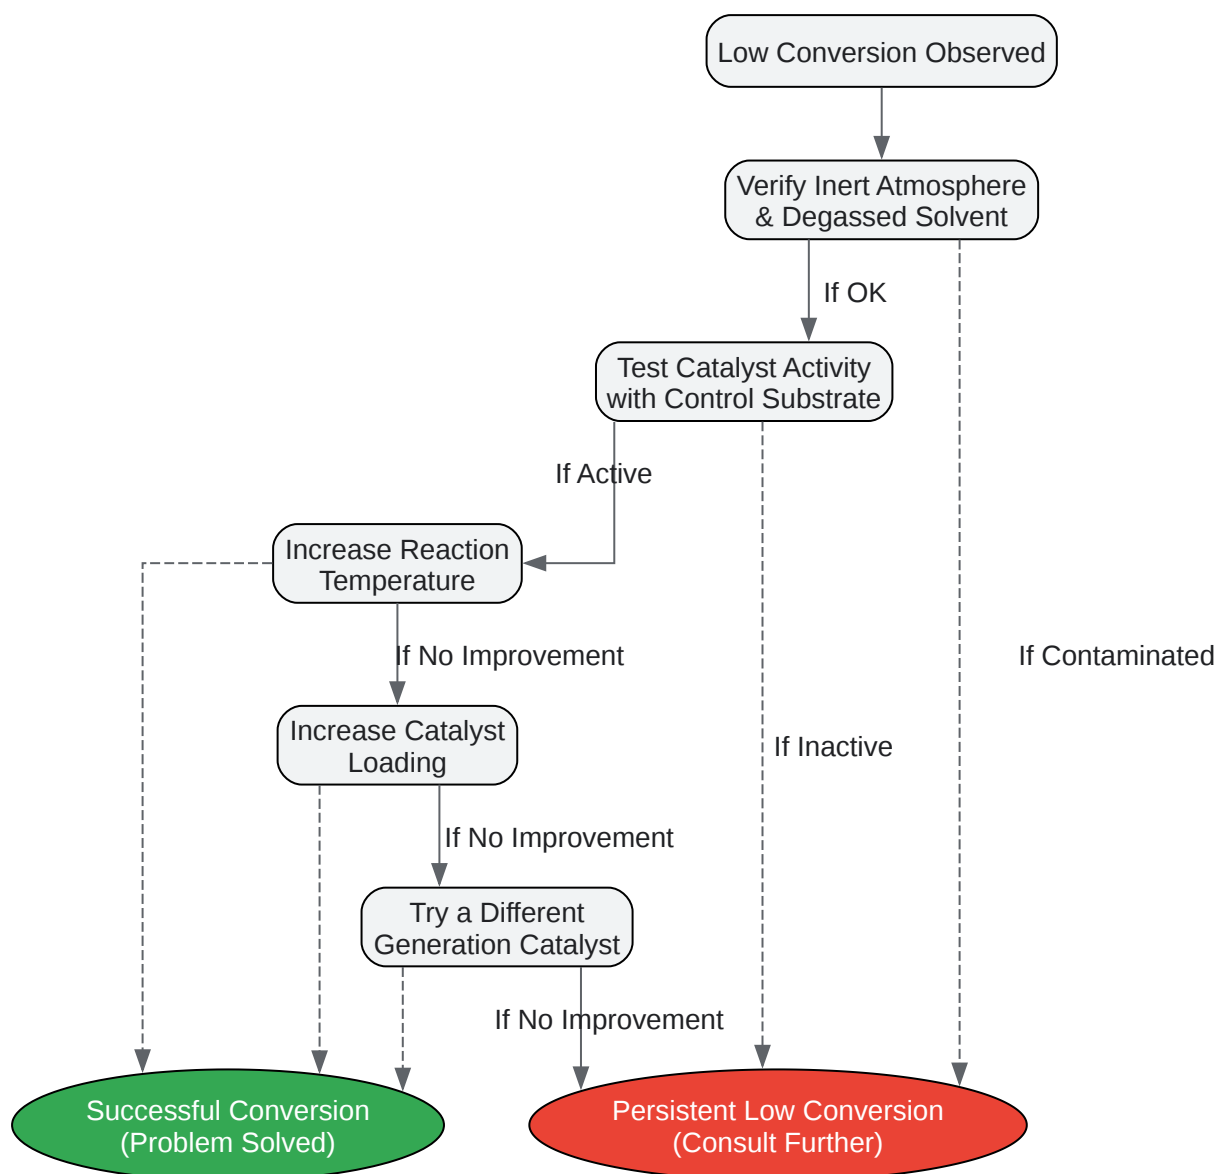 Low Conversion Observed
Verify Inert Atmosphere
& Degassed Solvent
If OK
Test Catalyst Activity
with Control Substrate
If Active
Increase Reaction
Temperature
If No Improvement
If Contaminated
Increase Catalyst
Loading
If Inactive
If No Improvement
Try a Different
Generation Catalyst
If No Improvement
Successful Conversion
(Problem Solved)
Persistent Low Conversion
(Consult Further)